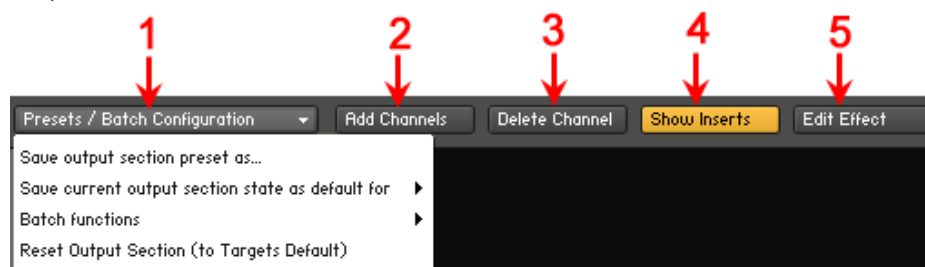 1 2 3 4 5
Presets / Batch Configuration Add Channels Delete Channel Show Inserts Edit Effect
Save output section preset as...
Save current output section state as default for
Batch functions
Reset Output Section (to Targets Default)